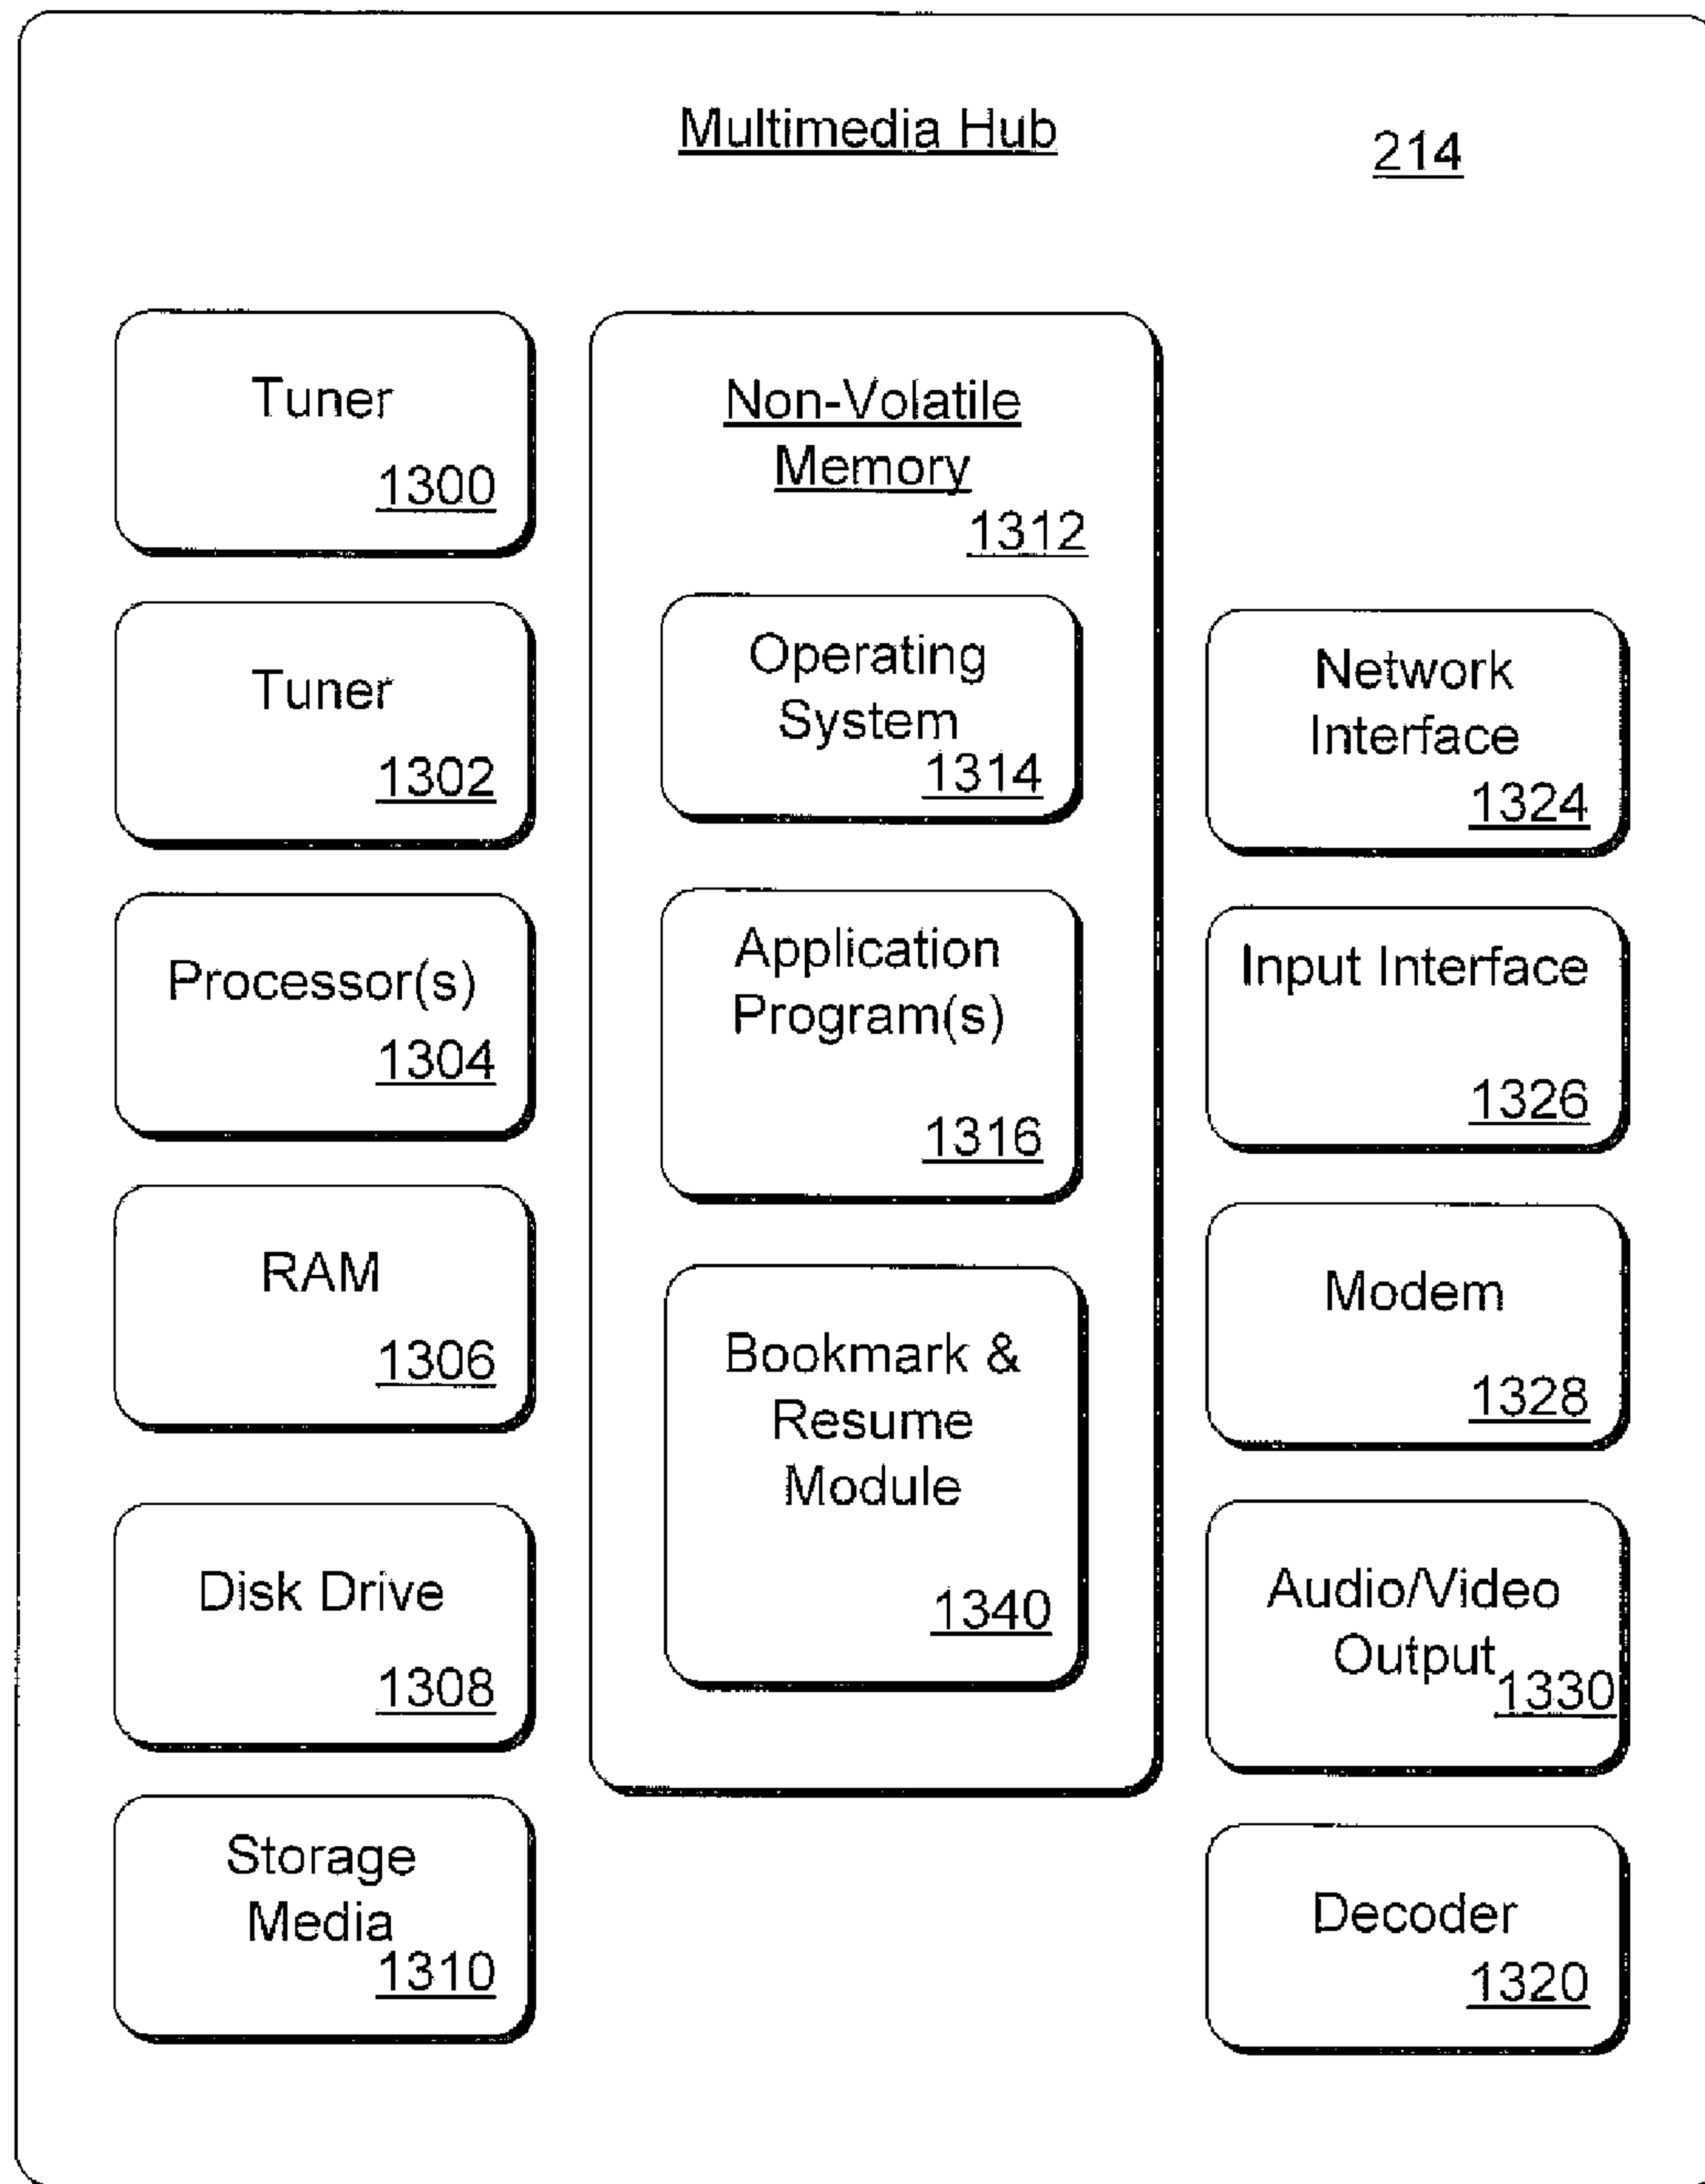 Multimedia Hub
214
Tuner
1300
Tuner
1302
Processor(s)
1304
RAM
1306
Disk Drive
1308
Storage
Media
1310
Non-Volatile
Memory
1312
Operating
System
1314
Application
Program(s)
1316
Bookmark &
Resume
Module
1340
Network
Interface
1324
Input Interface
1326
Modem
1328
Audio/Video
Output
1330
Decoder
1320